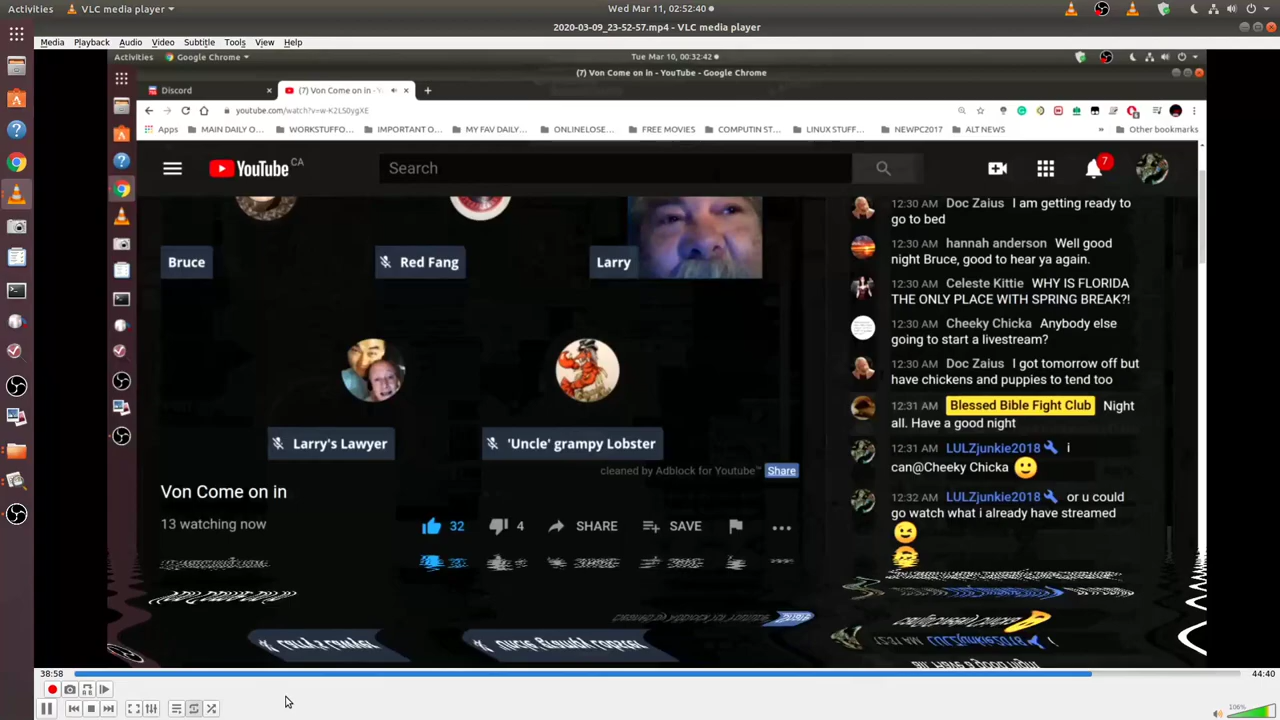 Activities VLC media player Wed Mar 11, 02:52:40
2020-03-09_23-52-57.mp4 - VLC media player
Media Playback Audio Video Subtitle Tools View Help
Activities Google Chrome Tue Mar 10, 00:32:42
(7) Von Come on in - YouTube - Google Chrome
Discord (7) Von Come on in -
youtube.com/watch?v=w-K2LS0ygXE
Apps MAIN DAILY O... WORKSTUFFO... IMPORTANT O... MY FAV DAILY... ONLINELOSE... FREE MOVIES COMPUTIN ST... LINUX STUFF... NEWPC2017 ALT NEWS » Other bookmarks
YouTube CA Search 7
Bruce Red Fang Larry
Larry's Lawyer 'Uncle' grampy Lobster
cleaned by Adblock for Youtube™ Share
Von Come on in
13 watching now 32 4 SHARE SAVE
12:30 AM Doc Zaius I am getting ready to
go to bed
12:30 AM hannah anderson Well good
night Bruce, good to hear ya again.
12:30 AM Celeste Kittie WHY IS FLORIDA
THE ONLY PLACE WITH SPRING BREAK?!
12:30 AM Cheeky Chicka Anybody else
going to start a livestream?
12:30 AM Doc Zaius I got tomorrow off but
have chickens and puppies to tend too
12:31 AM Blessed Bible Fight Club Night
all. Have a good night
12:31 AM LULZjunkie2018 i
can@Cheeky Chicka
12:32 AM LULZjunkie2018 or u could
go watch what i already have streamed
38:58 44:40
106%